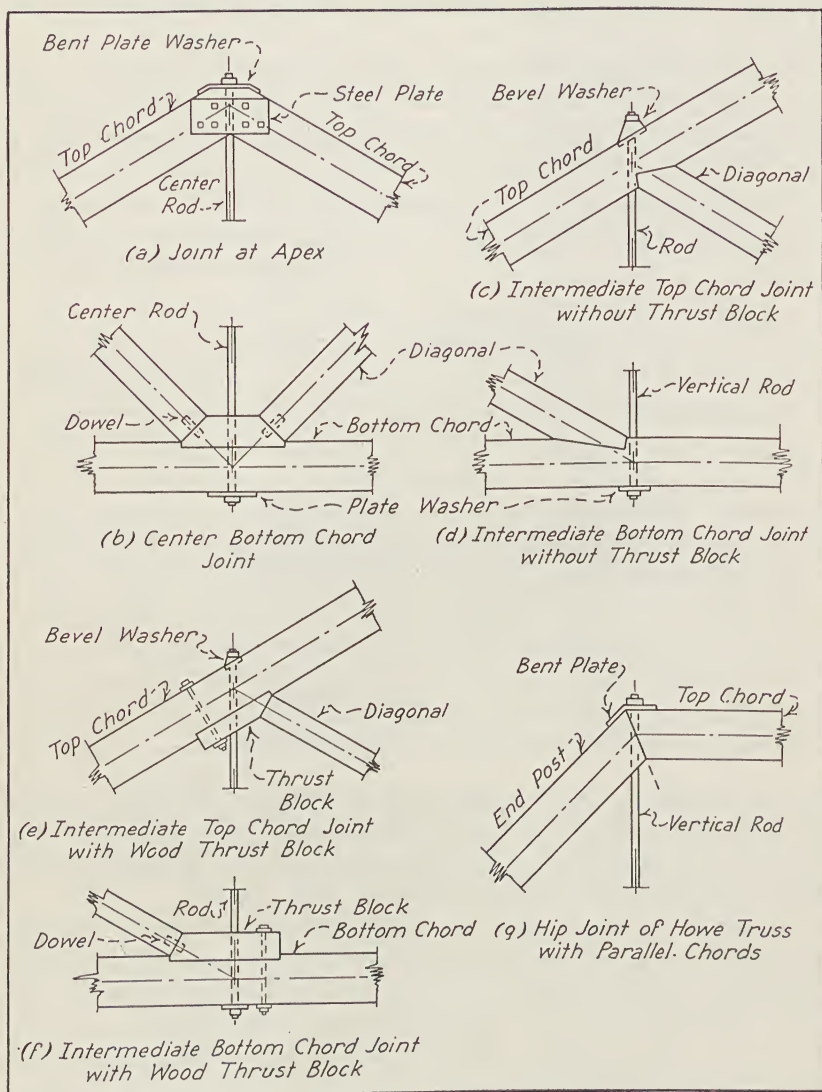 Bent Plate Washer
Steel Plate
Top Chord
Top Chord
Center
Rod
(a) Joint at Apex
Bevel Washer
Top Chord
Diagonal
Rod
(c) Intermediate Top Chord Joint
without Thrust Block
Center Rod
Diagonal
Dowel
Bottom Chord
Plate Washer
(b) Center Bottom Chord
Joint
Vertical Rod
(d) Intermediate Bottom Chord Joint
without Thrust Block
Bevel Washer
Top Chord
Diagonal
Thrust
Block
(e) Intermediate Top Chord Joint
with Wood Thrust Block
Bent Plate
Top Chord
End Post
Vertical Rod
(g) Hip Joint of Howe Truss
with Parallel Chords
Rod
Thrust Block
Dowel
Bottom Chord
(f) Intermediate Bottom Chord Joint
with Wood Thrust Block